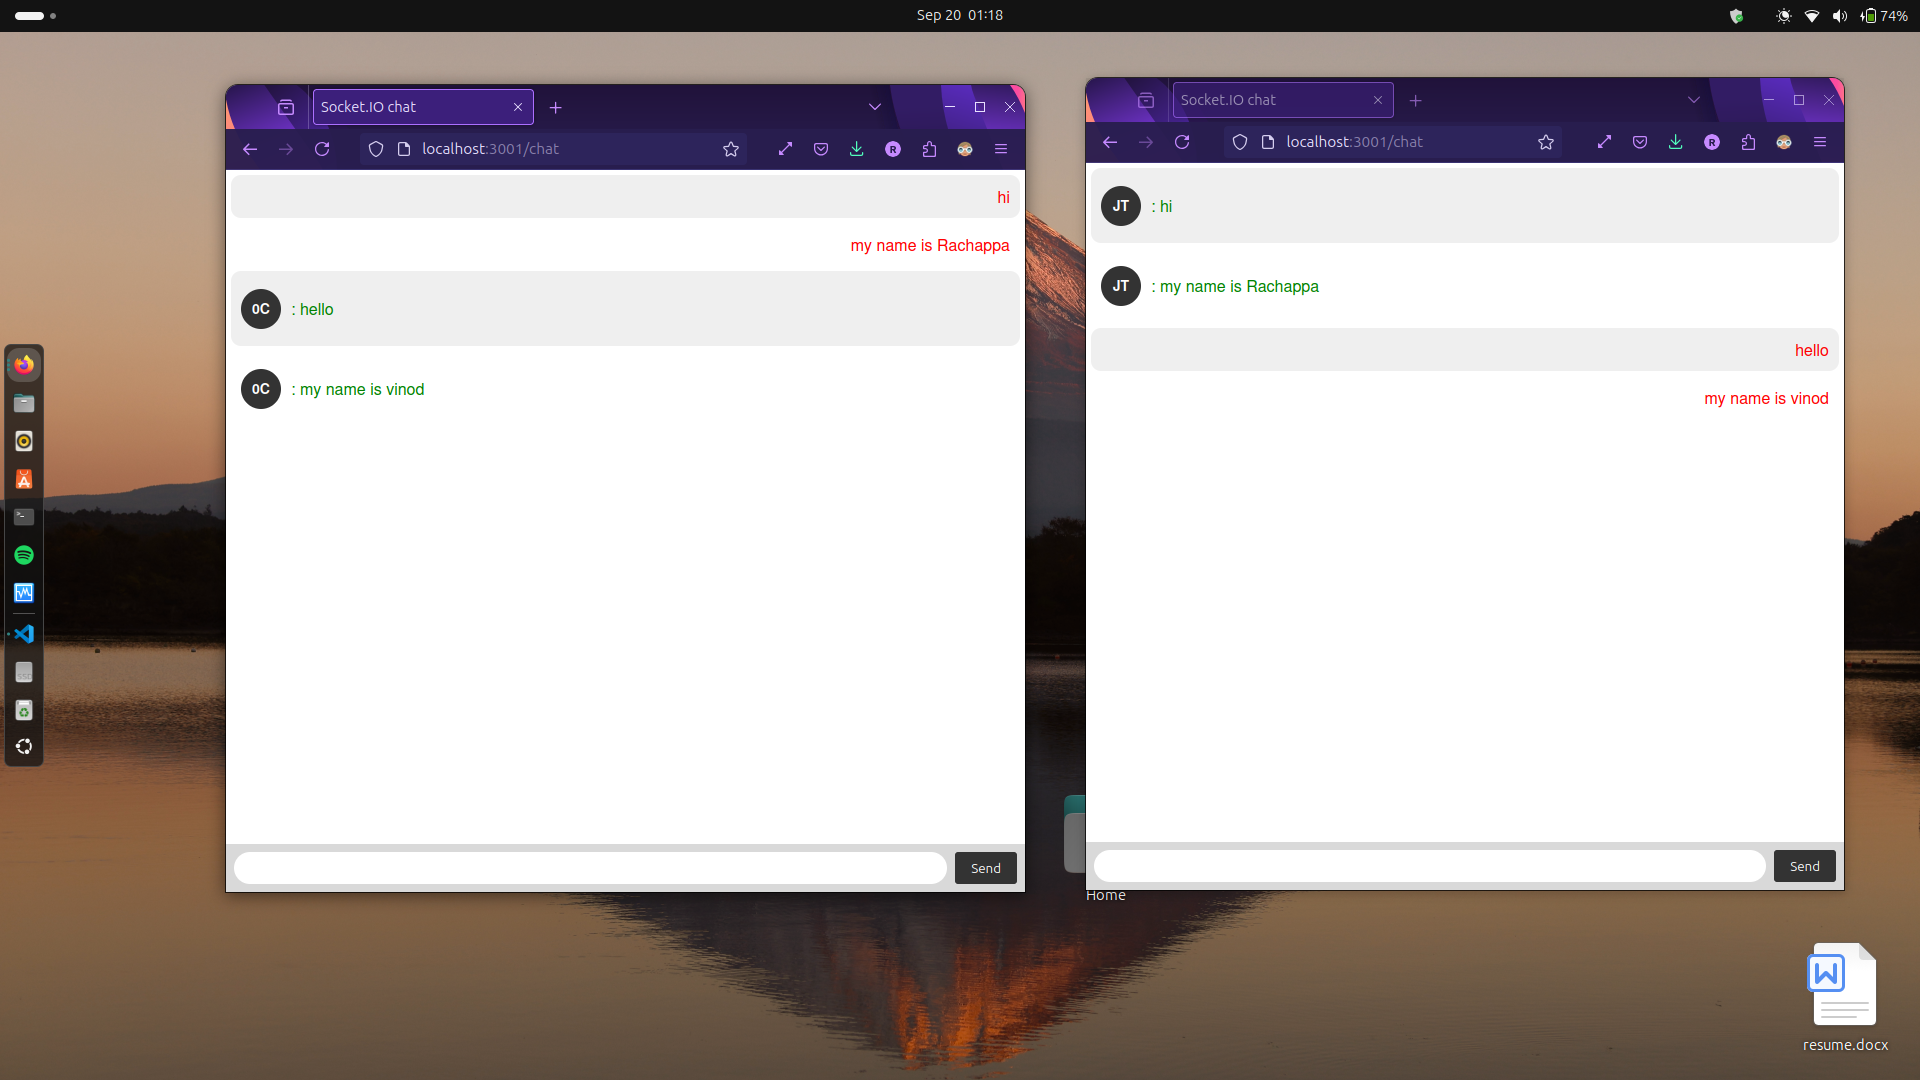 Sep 20 01:18
74%
Socket.IO chat
localhost:3001/chat
R
hi
my name is Rachappa
0C : hello
0C : my name is vinod
Send
Socket.IO chat
localhost:3001/chat
R
JT : hi
JT : my name is Rachappa
hello
my name is vinod
Send
Home
W
resume.docx